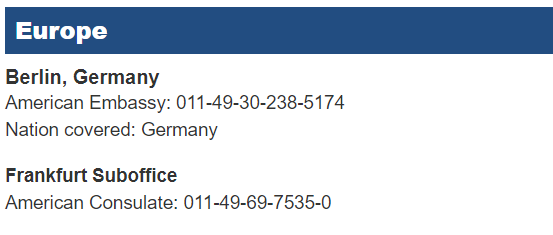 Europe
Berlin, Germany
American Embassy: 011-49-30-238-5174
Nation covered: Germany
Frankfurt Suboffice
American Consulate: 011-49-69-7535-0